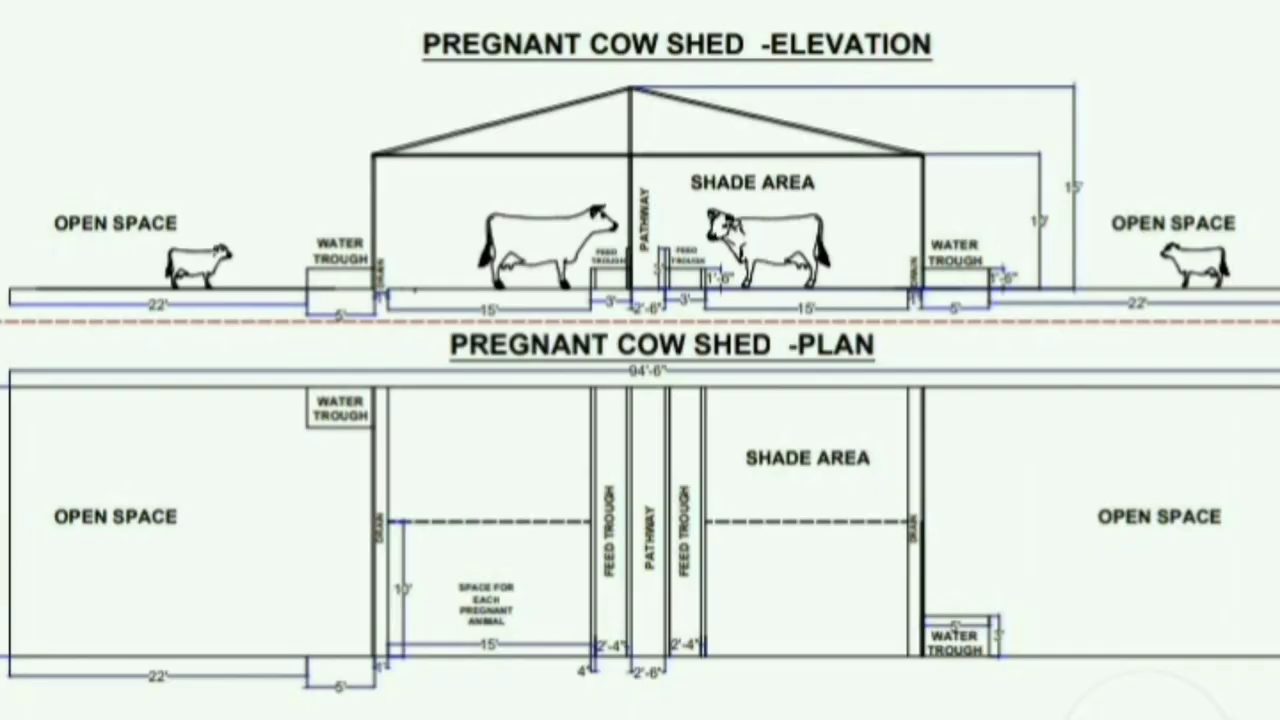 PREGNANT COW SHED -ELEVATION
SHADE AREA
PATHWAY
OPEN SPACE
OPEN SPACE
WATER
TROUGH
FEED
TROUGH
FEED
TROUGH
WATER
TROUGH
DRAIN
DRAIN
1'-6"
1'-6"
22'
5'
15'
3'
2'-6"
3'
15'
5'
22'
PREGNANT COW SHED -PLAN
94'-6"
WATER
TROUGH
SHADE AREA
OPEN SPACE
OPEN SPACE
DRAIN
FEED TROUGH
PATHWAY
FEED TROUGH
DRAIN
10'
SPACE FOR
EACH
PREGNANT
ANIMAL
5'
WATER
TROUGH
15'
2'-4"
2'-4"
22'
5'
4"
2'-6"